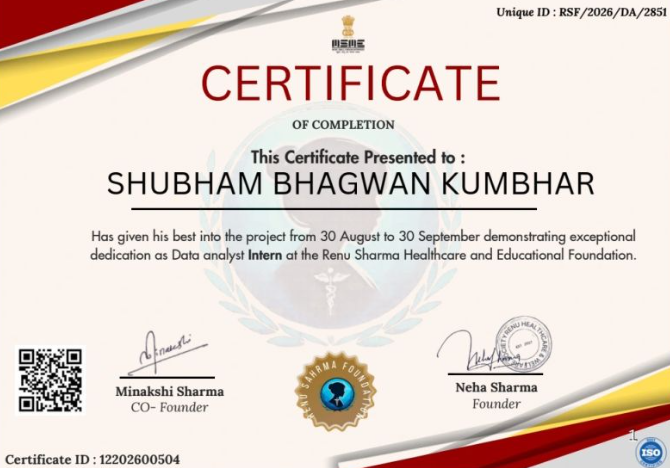 Unique ID : RSF/2026/DA/2851
MSME
CERTIFICATE
OF COMPLETION
This Certificate Presented to :
SHUBHAM BHAGWAN KUMBHAR
Has given his best into the project from 30 August to 30 September demonstrating exceptional
dedication as Data analyst Intern at the Renu Sharma Healthcare and Educational Foundation.
Minakshi Sharma
CO- Founder
Neha Sharma
Founder
1
ISO
Certificate ID : 12202600504